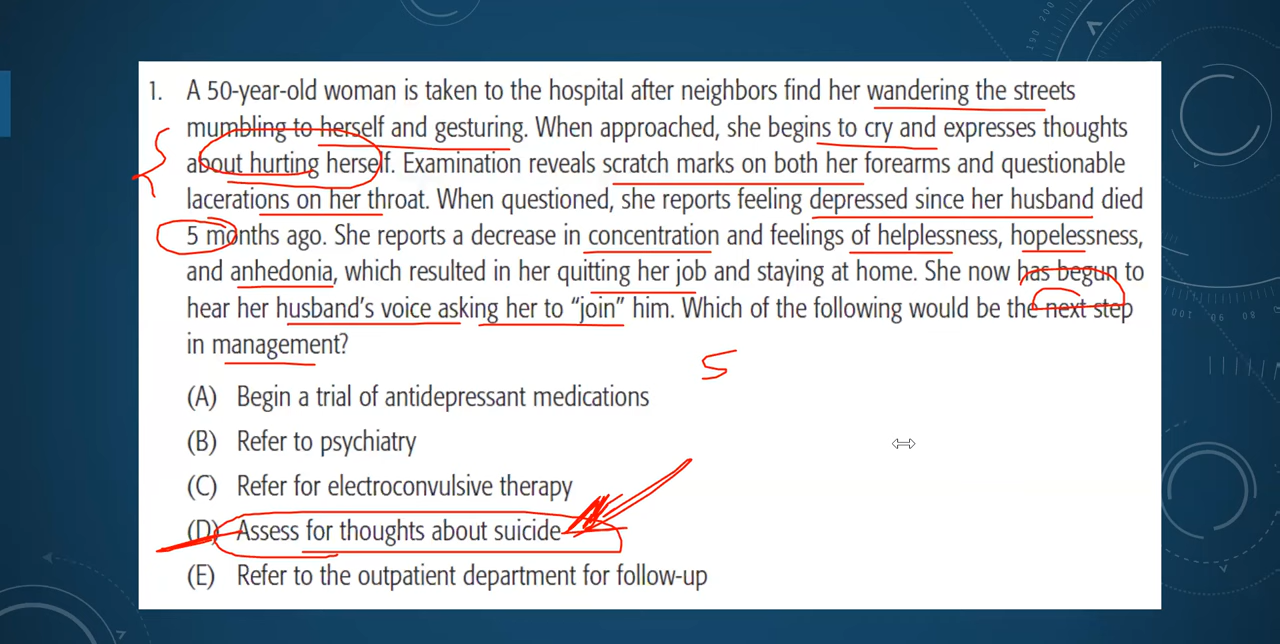 1. A 50-year-old woman is taken to the hospital after neighbors find her wandering the streets
mumbling to herself and gesturing. When approached, she begins to cry and expresses thoughts
about hurting herself. Examination reveals scratch marks on both her forearms and questionable
lacerations on her throat. When questioned, she reports feeling depressed since her husband died
5 months ago. She reports a decrease in concentration and feelings of helplessness, hopelessness,
and anhedonia, which resulted in her quitting her job and staying at home. She now has begun to
hear her husband's voice asking her to “join” him. Which of the following would be the next step
in management?
5
(A) Begin a trial of antidepressant medications
(B) Refer to psychiatry
(C) Refer for electroconvulsive therapy
(D) Assess for thoughts about suicide
(E) Refer to the outpatient department for follow-up